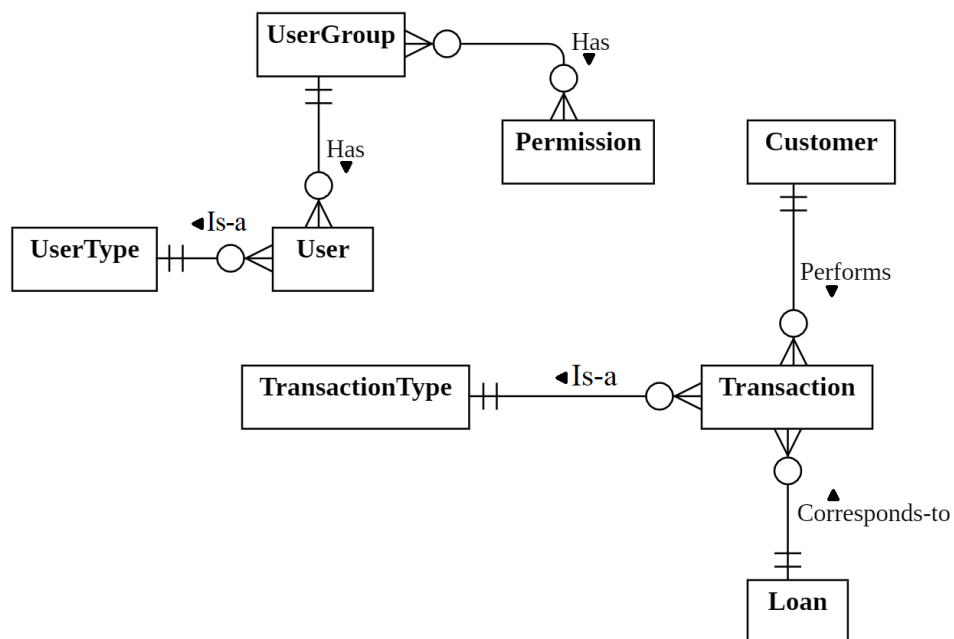 UserGroup
Has
Permission
Customer
Has
UserType
Is-a
User
Performs
TransactionType
Is-a
Transaction
Corresponds-to
Loan